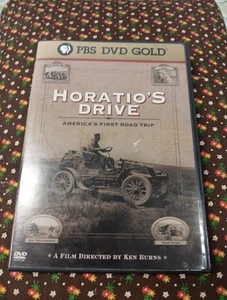 PBS DVD GOLD
HORATIO'S
DRIVE
AMERICA'S FIRST ROAD TRIP
DVD
A FILM DIRECTED BY KEN BURNS